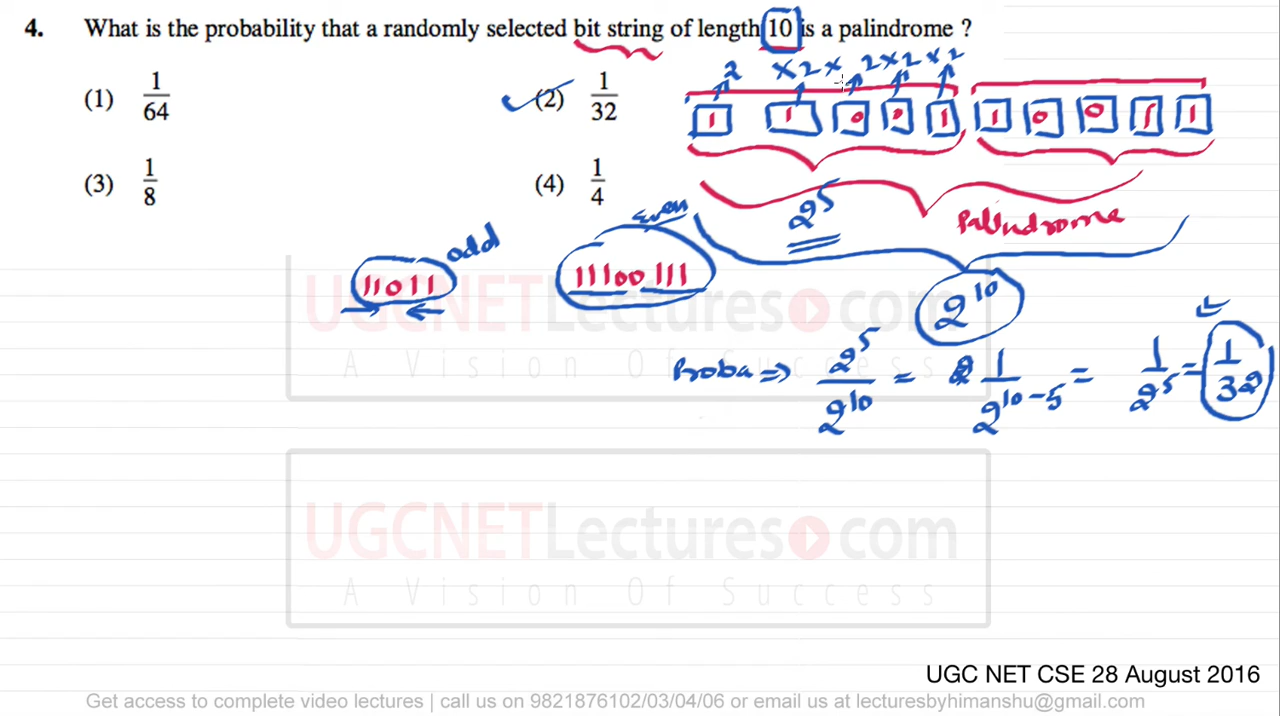 4. What is the probability that a randomly selected bit string of length 10 is a palindrome ?
(1) 1/64
(2) 1/32
(3) 1/8
(4) 1/4
2 × 2 × 2 × 2 × 2
1 1 0 0 1 1 0 0 1 1
2^5
Palindrome
odd
11011
Even
11100111
2^10
Proba ⇒ 2^5 / 2^10 = 1 / 2^10-5 = 1 / 2^5 = 1/32
UGCNETLectures.com
A Vision Of Success
UGCNETLectures.com
A Vision Of Success
UGC NET CSE 28 August 2016
Get access to complete video lectures | call us on 9821876102/03/04/06 or email us at lecturesbyhimanshu@gmail.com